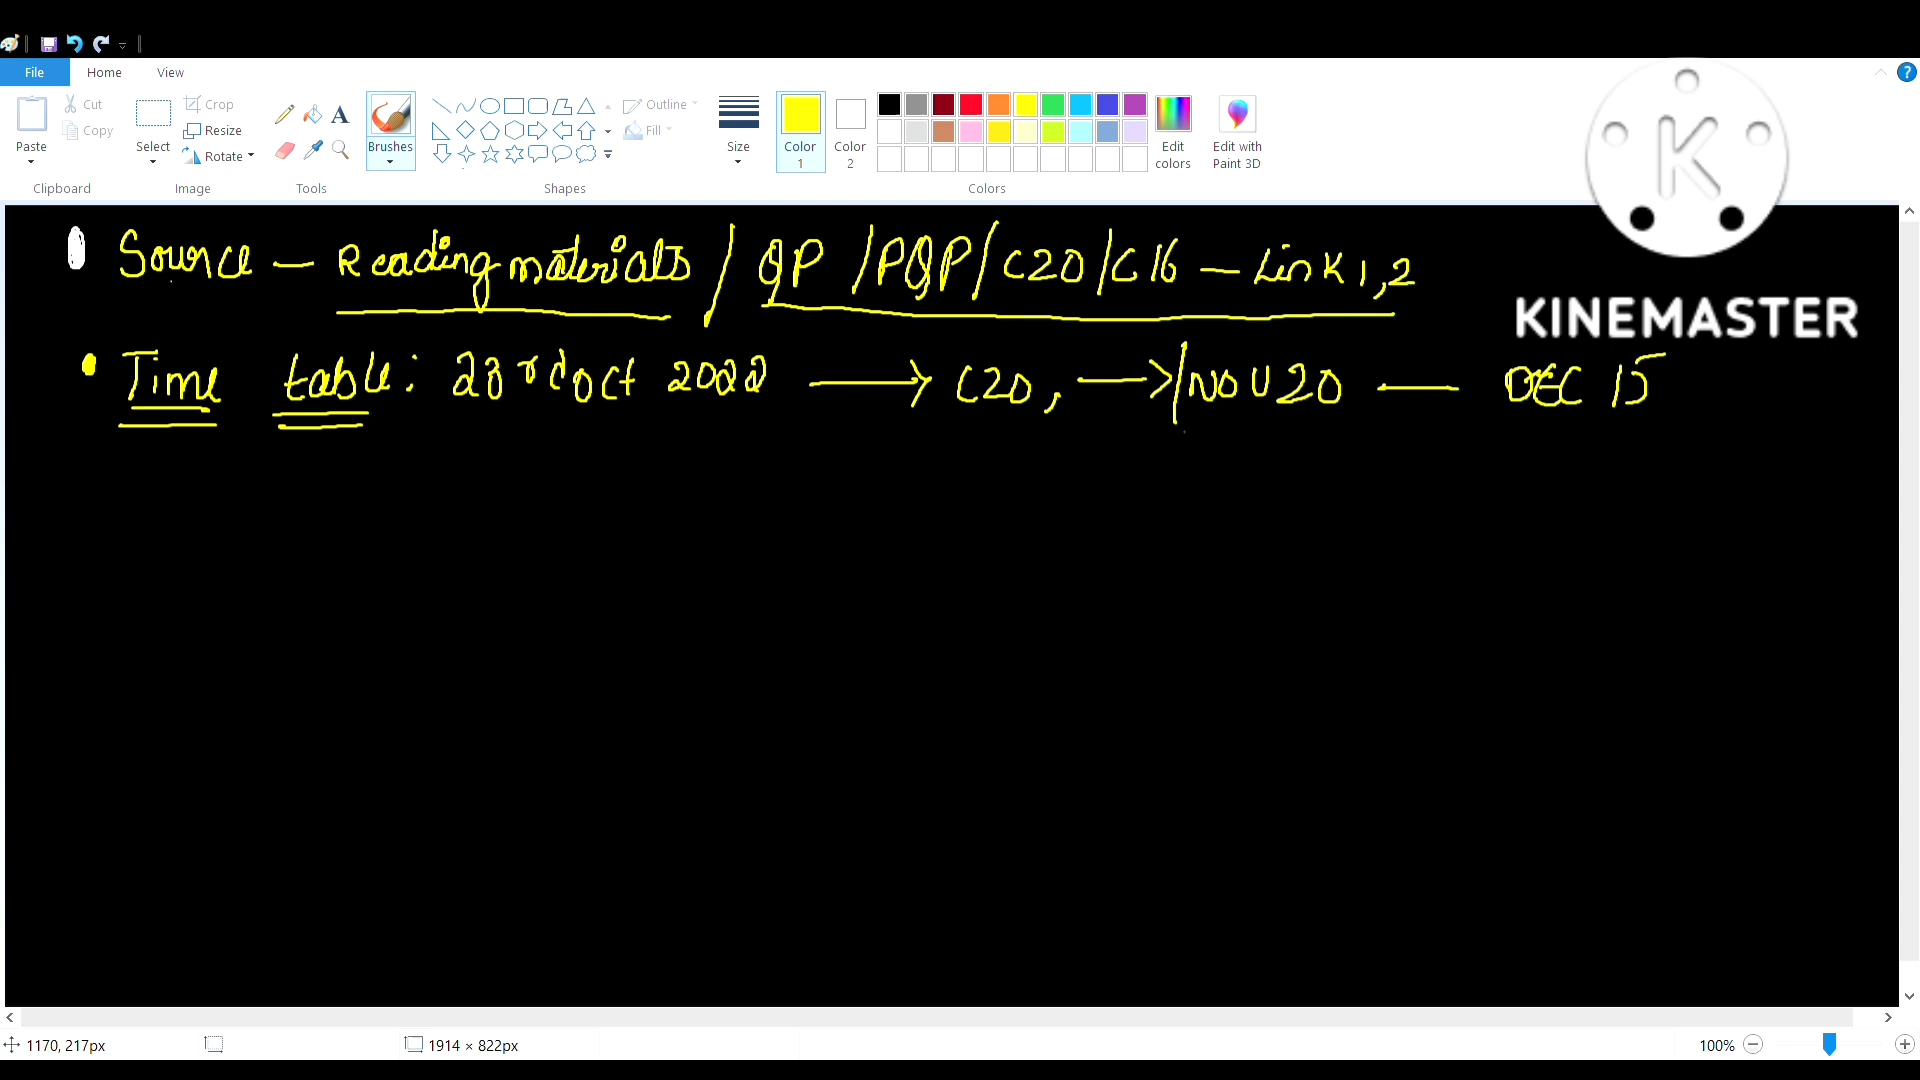 File Home View
Paste Cut Copy Select Crop Resize Rotate Brushes Outline Fill Size Color 1 Color 2 Edit colors Edit with Paint 3D
Clipboard Image Tools Shapes Colors
K
KINEMASTER
Source — Reading materials / QP / PQP / C20 / C16 — Link 1,2
Time table: 23rd Oct 2022 → C20, → / NOV 20 — DEC 15
1170, 217px 1914 × 822px 100%